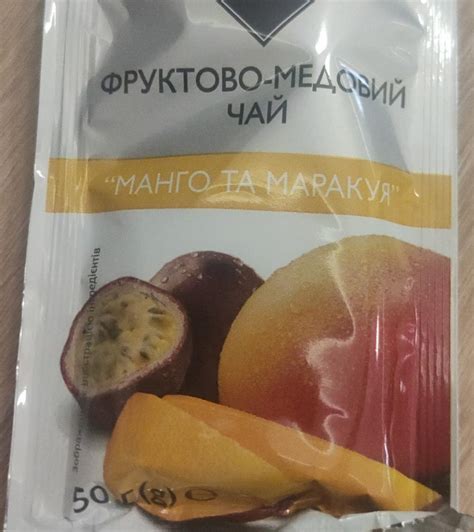 ФРУКТОВО-МЕДОВИЙ
ЧАЙ
“МАНГО ТА МАРАКУЯ”
50 г (g)